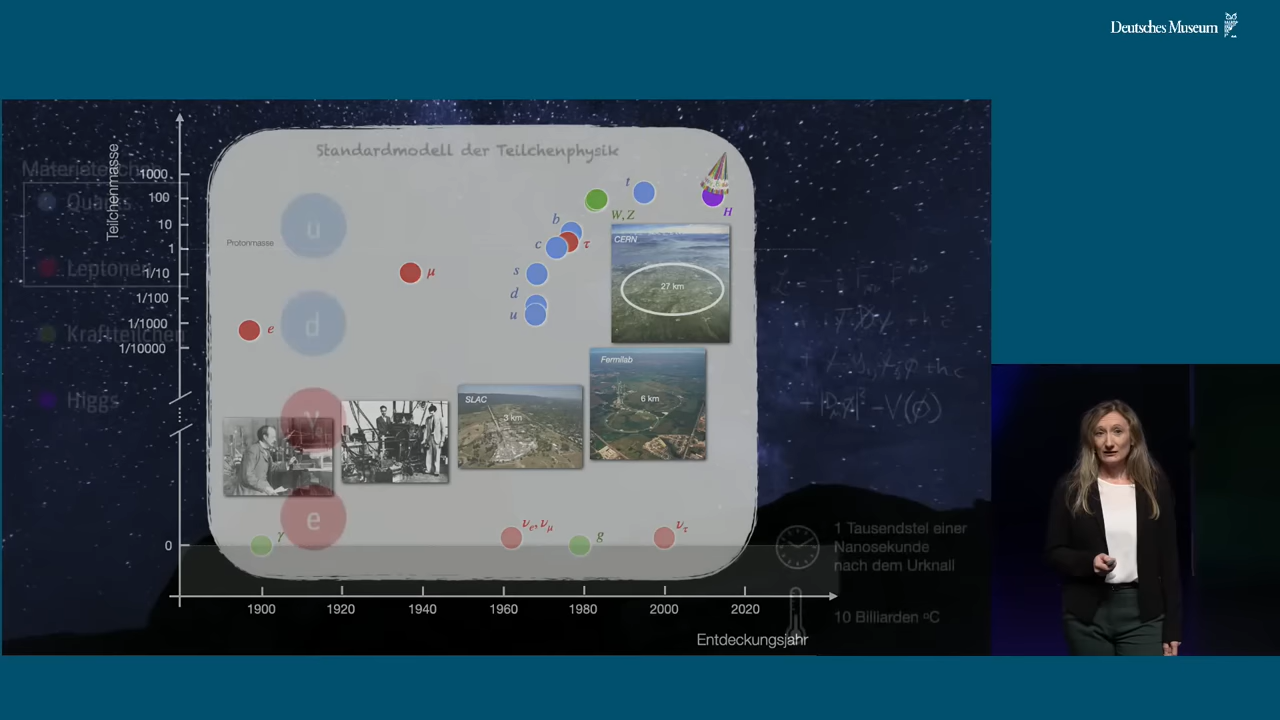 Deutsches Museum
Standardmodell der Teilchenphysik
Materieteilchen
Quarks
Leptonen
Kraftteilchen
Higgs
Teilchenmasse
1000
100
10
1
1/10
1/100
1/1000
1/10000
0
Protonmasse
u
d
ν
e
e
μ
γ
t
W, Z
H
b
c
τ
s
d
u
CERN
27 km
Fermilab
6 km
SLAC
3 km
νe, νμ
g
ντ
1900
1920
1940
1960
1980
2000
2020
Entdeckungsjahr
1 Tausendstel einer
Nanosekunde
nach dem Urknall
10 Billiarden °C